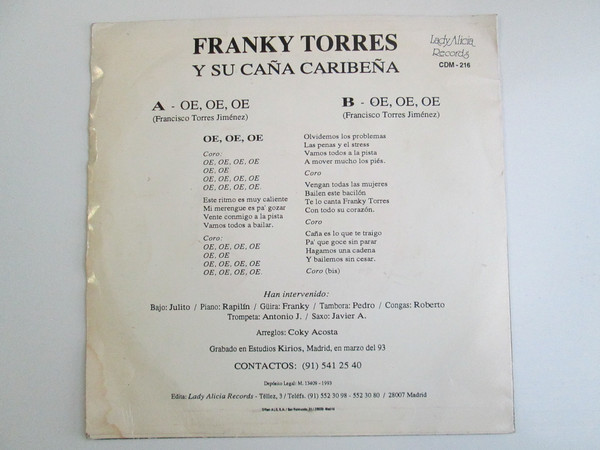 FRANKY TORRES
Y SU CAÑA CARIBEÑA
Lady Alicia
Records
CDM - 216
A - OE, OE, OE
(Francisco Torres Jiménez)
B - OE, OE, OE
(Francisco Torres Jiménez)
OE, OE, OE
Coro:
OE, OE, OE, OE
OE, OE
OE, OE, OE, OE
OE, OE, OE, OE.
Este ritmo es muy caliente
Mi merengue es pa' gozar
Vente conmigo a la pista
Vamos todos a bailar.
Coro:
OE, OE, OE, OE
OE, OE
OE, OE, OE, OE
OE, OE, OE, OE.
Olvidemos los problemas
Las penas y el stress
Vamos todos a la pista
A mover mucho los piés.
Coro
Vengan todas las mujeres
Bailen este bacilón
Te lo canta Franky Torres
Con todo su corazón.
Coro
Caña es lo que te traigo
Pa' que goce sin parar
Hagamos una cadena
Y bailemos sin cesar.
Coro (bis)
Han intervenido:
Bajo: Julito / Piano: Rapilín / Güira: Franky / Tambora: Pedro / Congas: Roberto
Trompeta: Antonio J. / Saxo: Javier A.
Arreglos: Coky Acosta
Grabado en Estudios Kirios, Madrid, en marzo del 93
CONTACTOS: (91) 541 25 40
Depósito Legal: M. 13409 - 1993
Edita: Lady Alicia Records - Téllez, 3 / Teléfs. (91) 552 30 98 - 552 30 80 / 28007 Madrid